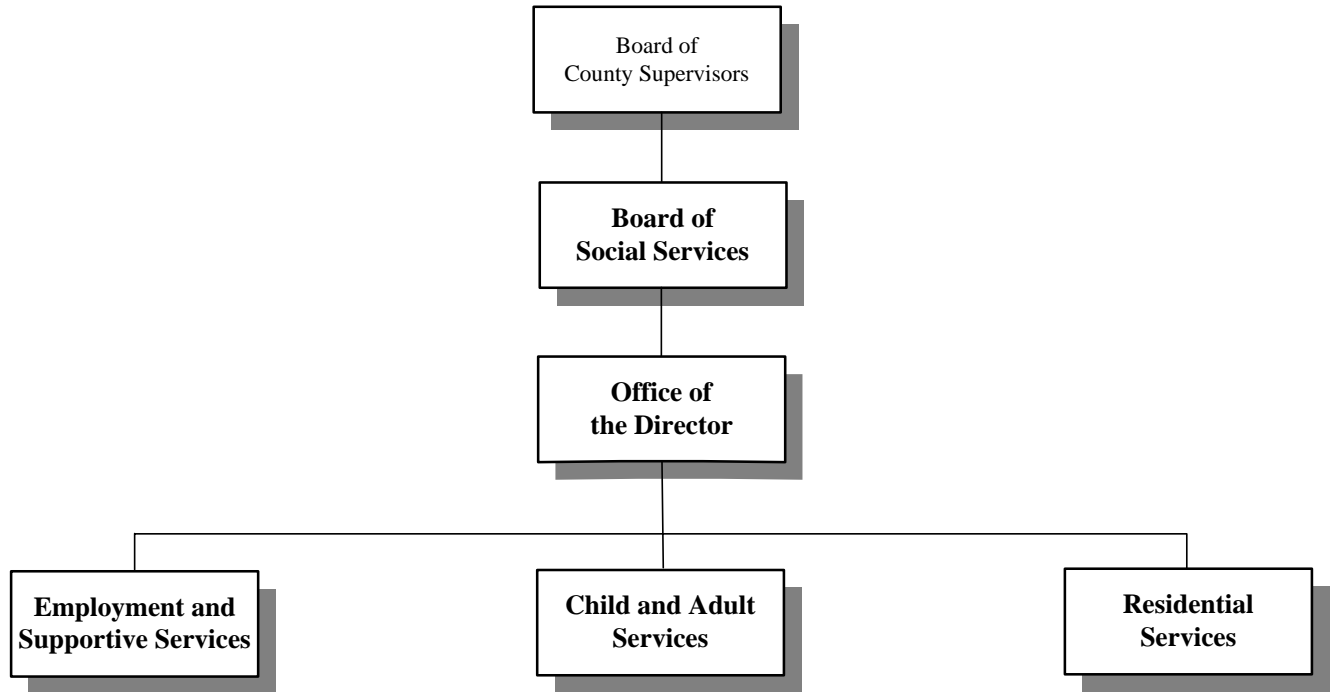 Board of
County Supervisors
Board of
Social Services
Office of
the Director
Employment and
Supportive Services
Child and Adult
Services
Residential
Services